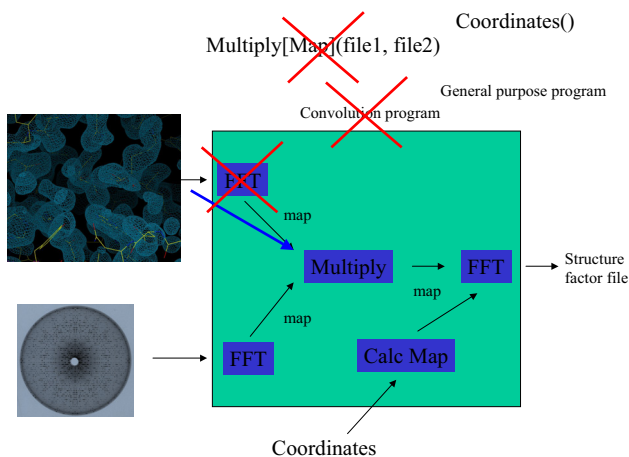 Coordinates()
Multiply[Map](file1, file2)
General purpose program
Convolution program
FFT
map
Multiply
FFT
Structure
factor file
map
map
FFT
Calc Map
Coordinates